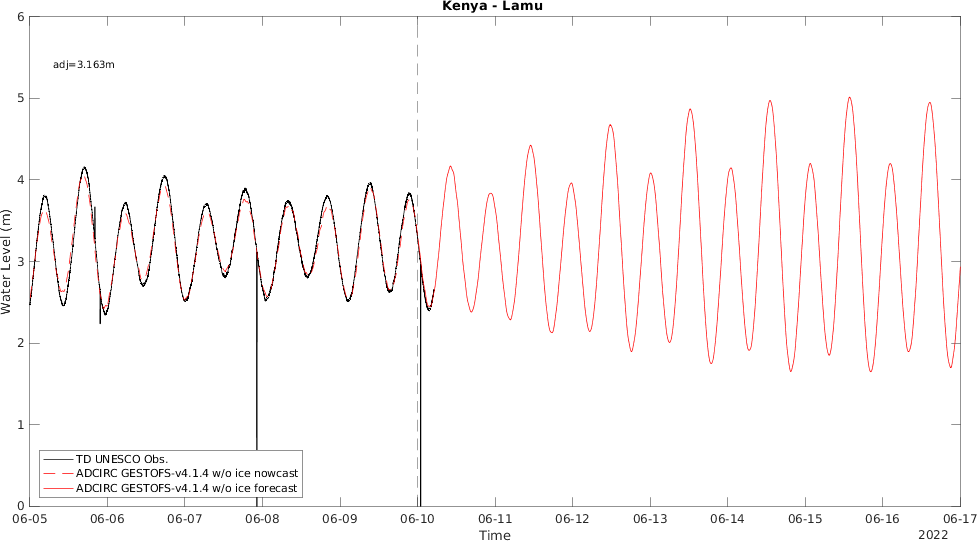 Kenya - Lamu
adj=3.163m
6
5
4
3
2
1
0
Water Level (m)
TD UNESCO Obs.
ADCIRC GESTOFS-v4.1.4 w/o ice nowcast
ADCIRC GESTOFS-v4.1.4 w/o ice forecast
06-05 06-06 06-07 06-08 06-09 06-10 06-11 06-12 06-13 06-14 06-15 06-16 06-17
Time
2022